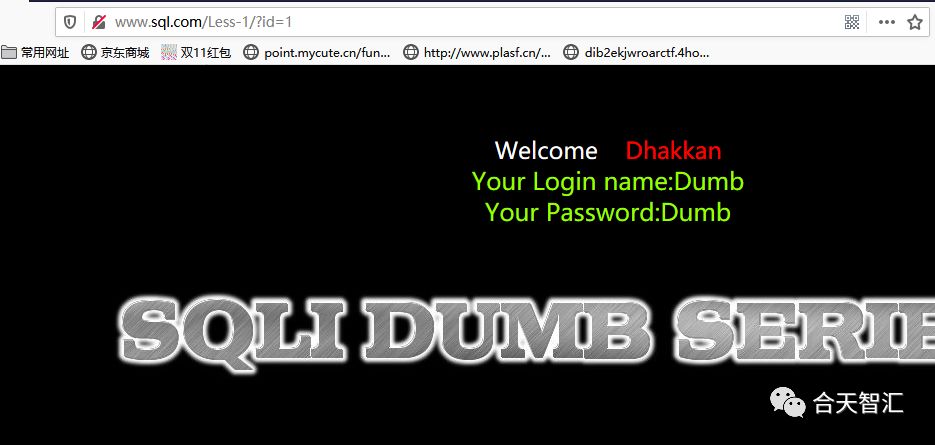 www.sql.com/Less-1/?id=1
常用网址 京东商城 双11红包 point.mycute.cn/fun... http://www.plasf.cn/... dib2ekjwroarctf.4ho...
Welcome Dhakkan
Your Login name:Dumb
Your Password:Dumb
SQLI DUMB SERIE
合天智汇